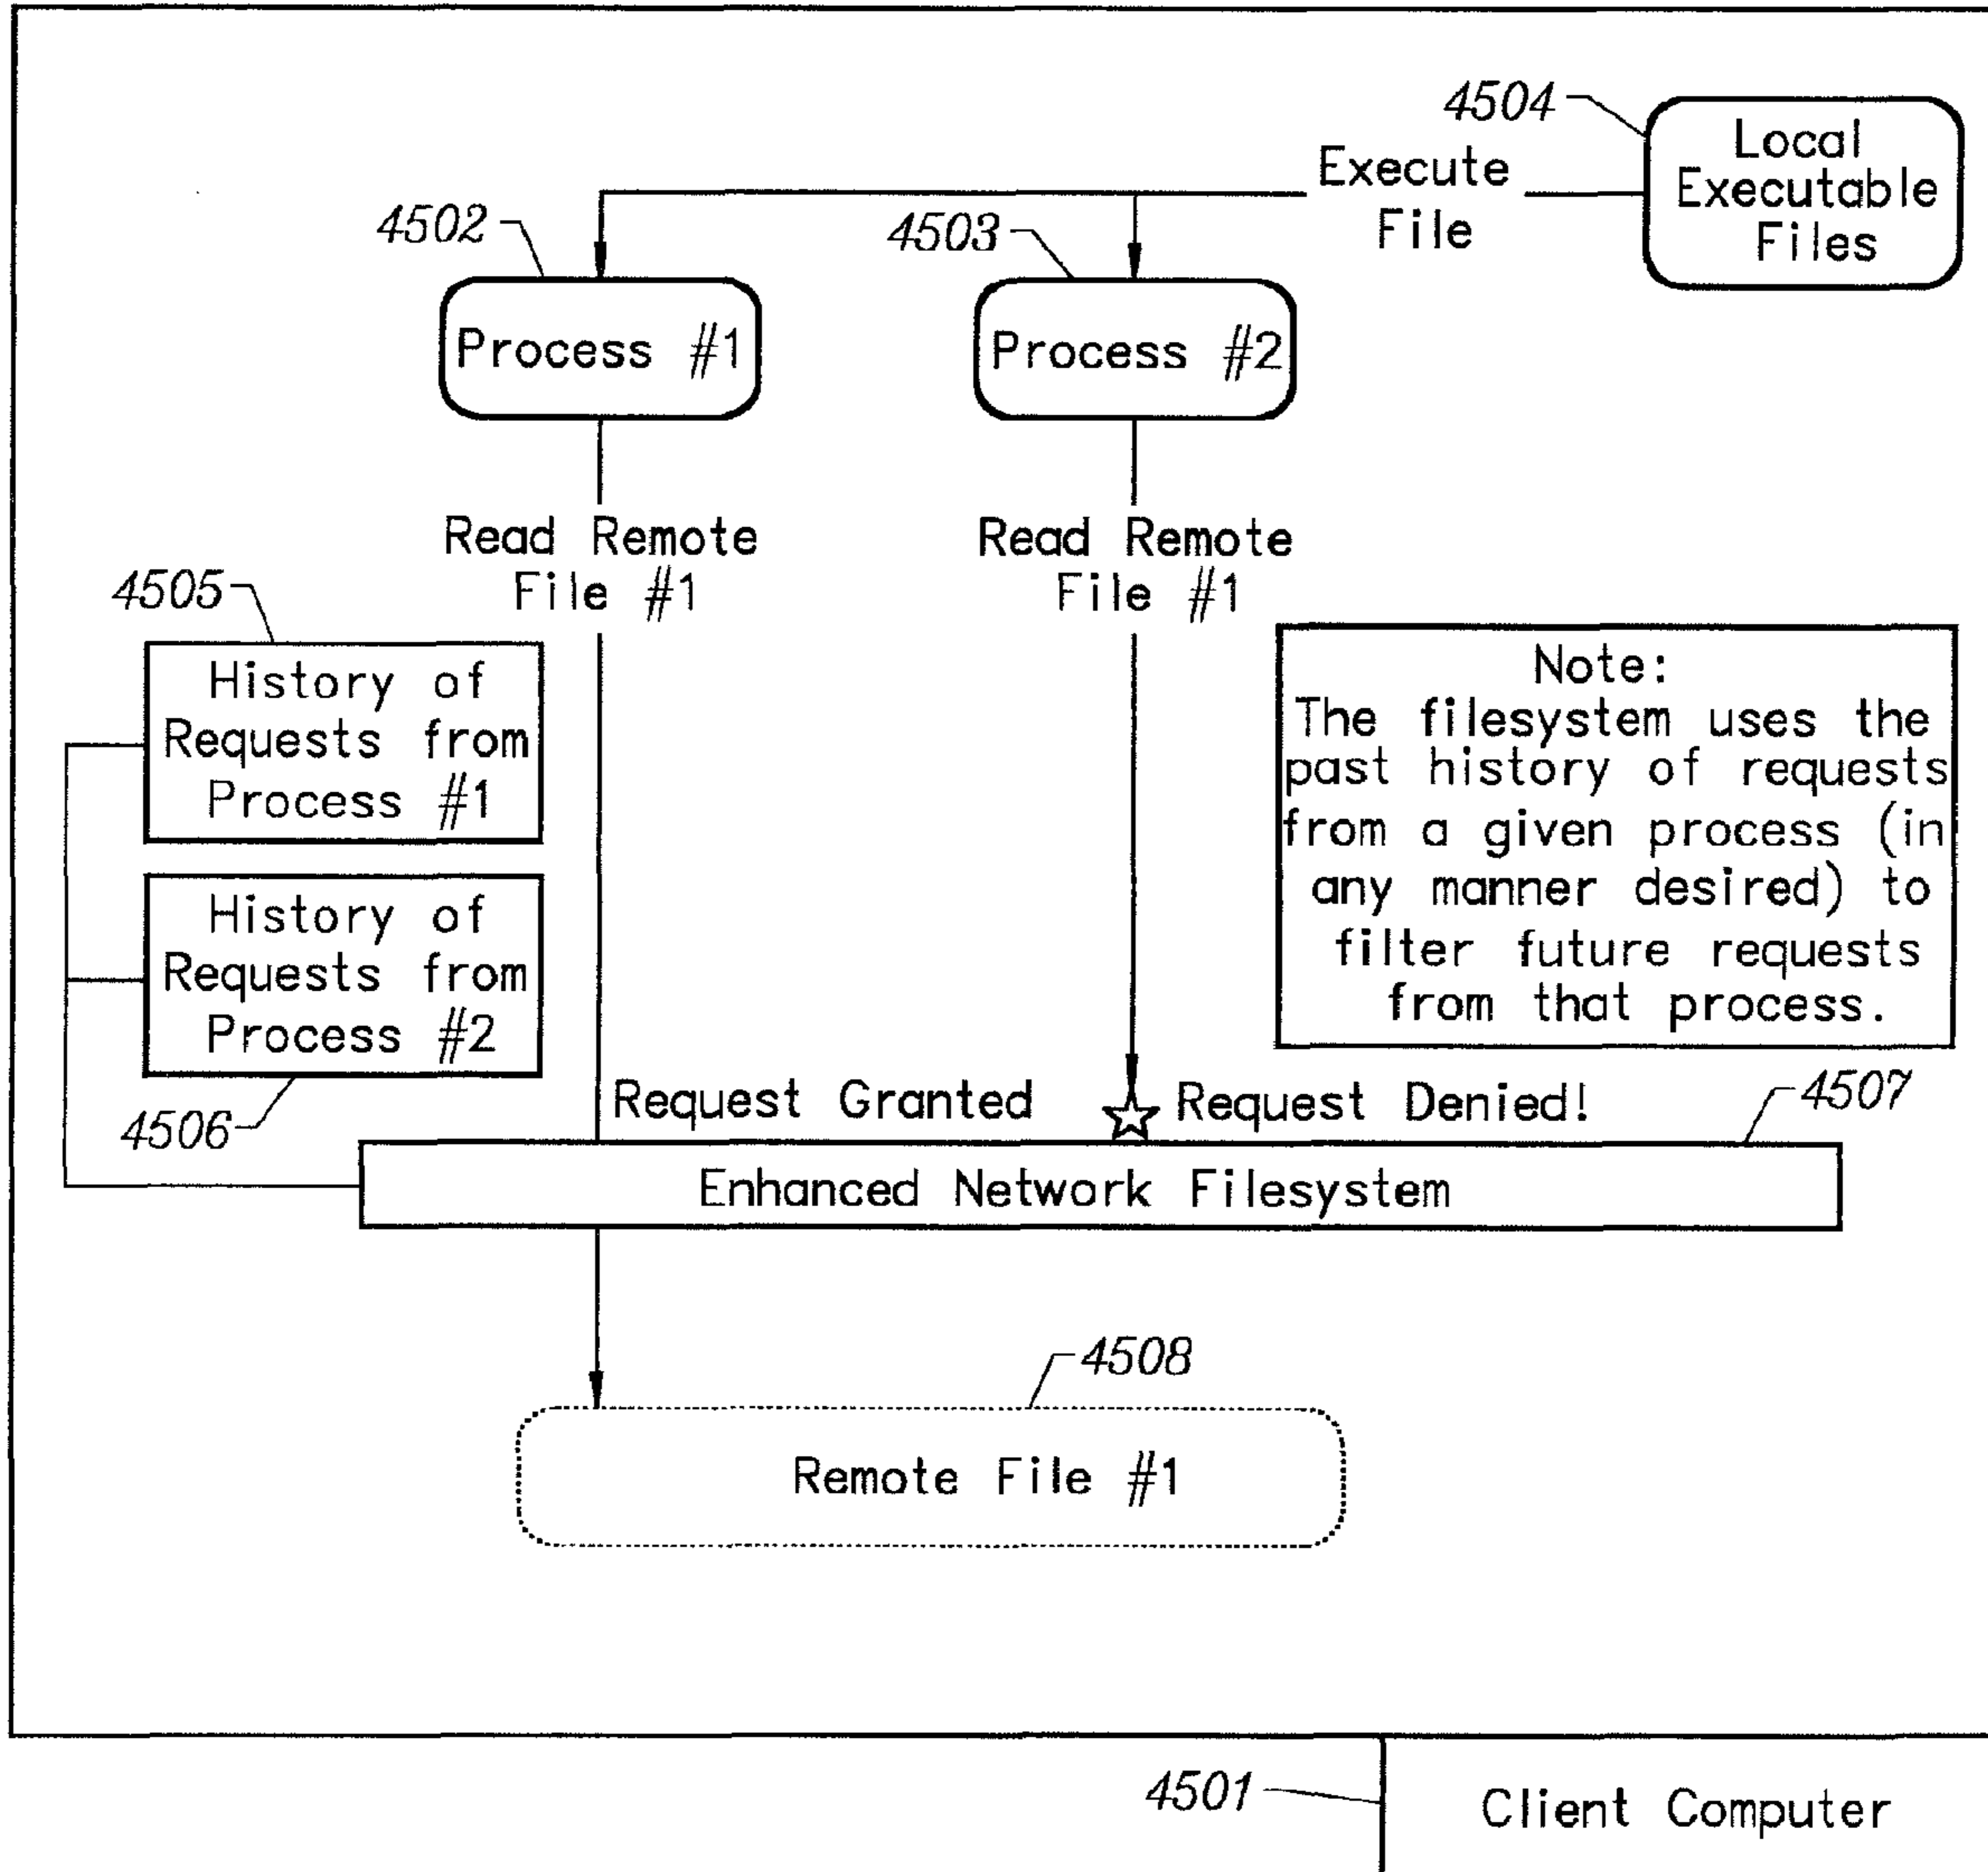 4504
Local
Executable
Files
Execute
File
4502
4503
Process #1
Process #2
Read Remote
File #1
Read Remote
File #1
4505
History of
Requests from
Process #1
History of
Requests from
Process #2
4506
Note:
The filesystem uses the
past history of requests
from a given process (in
any manner desired) to
filter future requests
from that process.
Request Granted
Request Denied!
4507
Enhanced Network Filesystem
4508
Remote File #1
4501
Client Computer